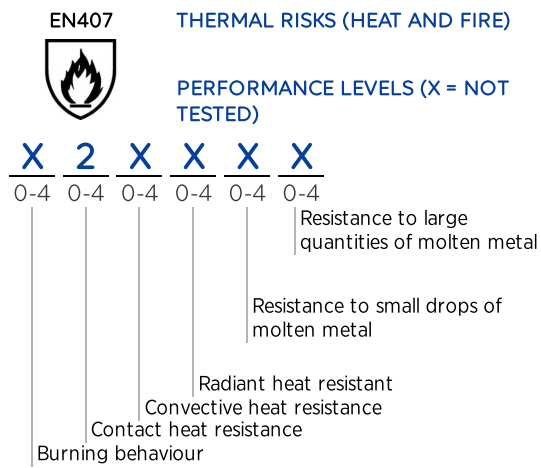 EN407
THERMAL RISKS (HEAT AND FIRE)
PERFORMANCE LEVELS (X = NOT
TESTED)
X 2 X X X X
0-4 0-4 0-4 0-4 0-4 0-4
Resistance to large
quantities of molten metal
Resistance to small drops of
molten metal
Radiant heat resistant
Convective heat resistance
Contact heat resistance
Burning behaviour